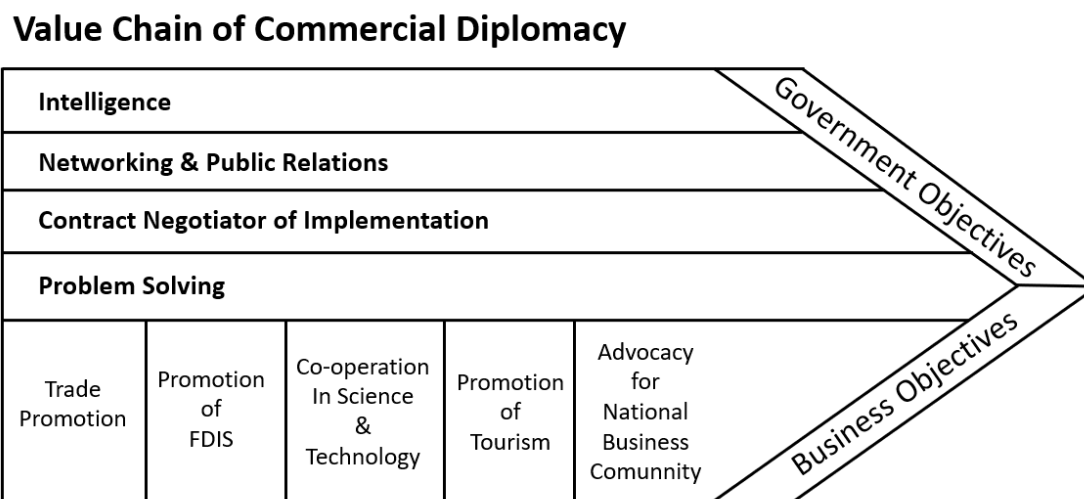 Value Chain of Commercial Diplomacy
Intelligence
Networking & Public Relations
Contract Negotiator of Implementation
Problem Solving
Trade
Promotion
Promotion
of
FDIS
Co-operation
In Science
&
Technology
Promotion
of
Tourism
Advocacy
for
National
Business
Comunnity
Government Objectives
Business Objectives